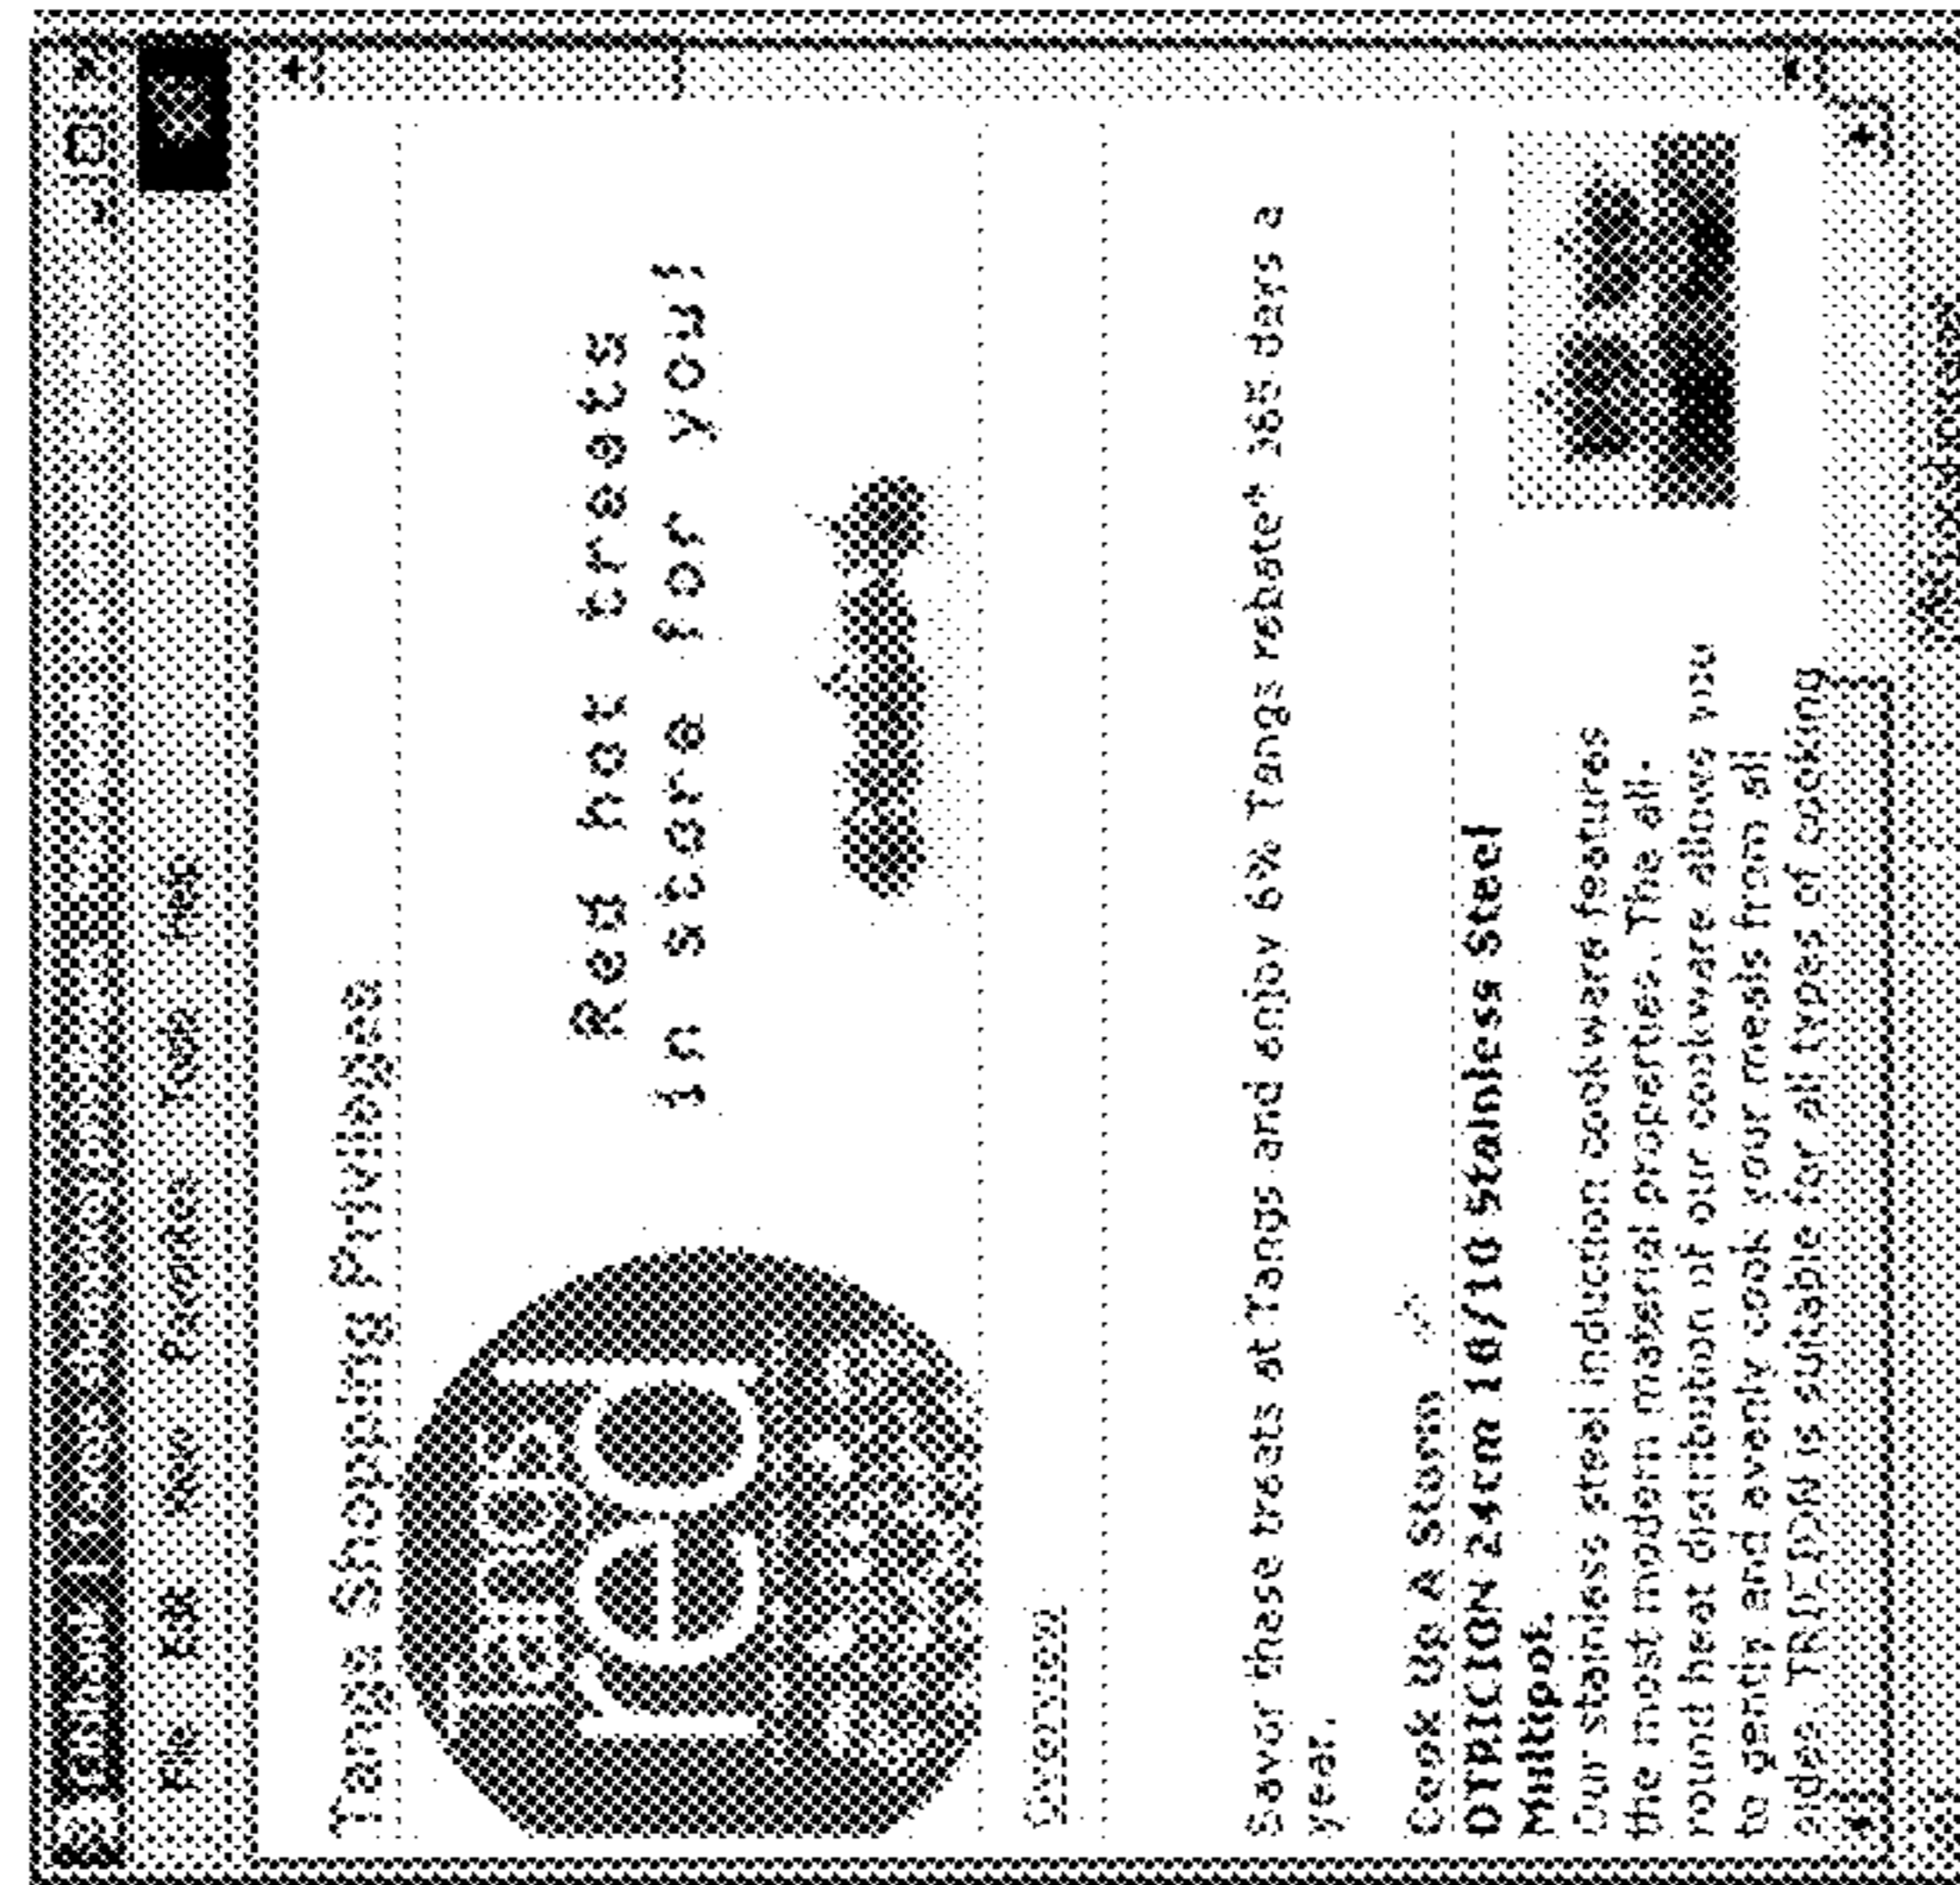 File Edit View Favorites Tools Help
Tangs Shopping Privileges
tangs
red
Red hot treats
in store for you!
Overview
Savor these treats at Tangs and enjoy 6% Tangs rebate* 365 days a
year.
Cook Up A Storm
24cm 18/10 Stainless Steel
Multipot.
Our stainless steel induction cookware features
the most modern material properties. The all-
round heat distribution of our cookware allows you
to gently and evenly cook your meals from all
sides. is suitable for all types of cooking